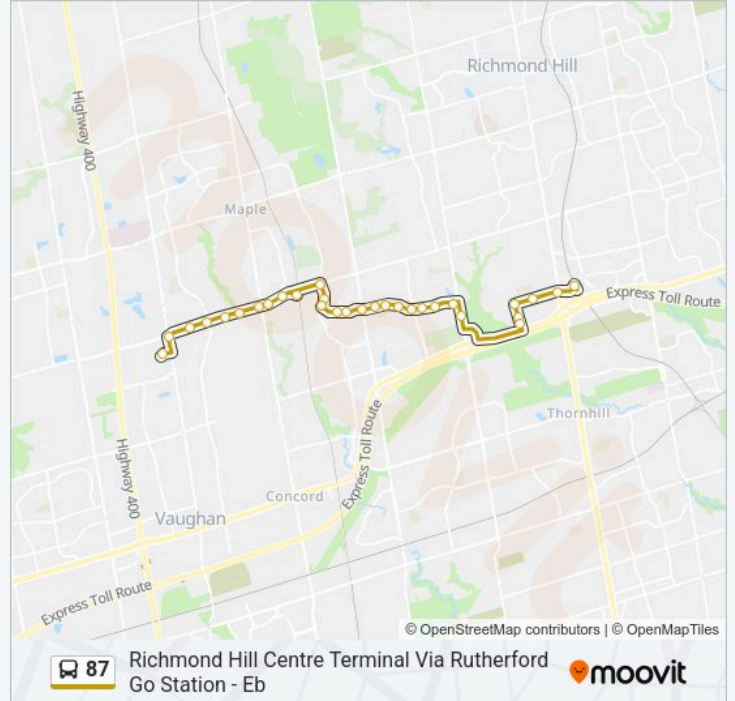 Richmond Hill
Highway 400
Maple
Express Toll Route
Thornhill
Express Toll Route
Highway 400
Concord
Vaughan
Express Toll Route
© OpenStreetMap contributors | © OpenMapTiles
87
Richmond Hill Centre Terminal Via Rutherford
Go Station - Eb
moovit